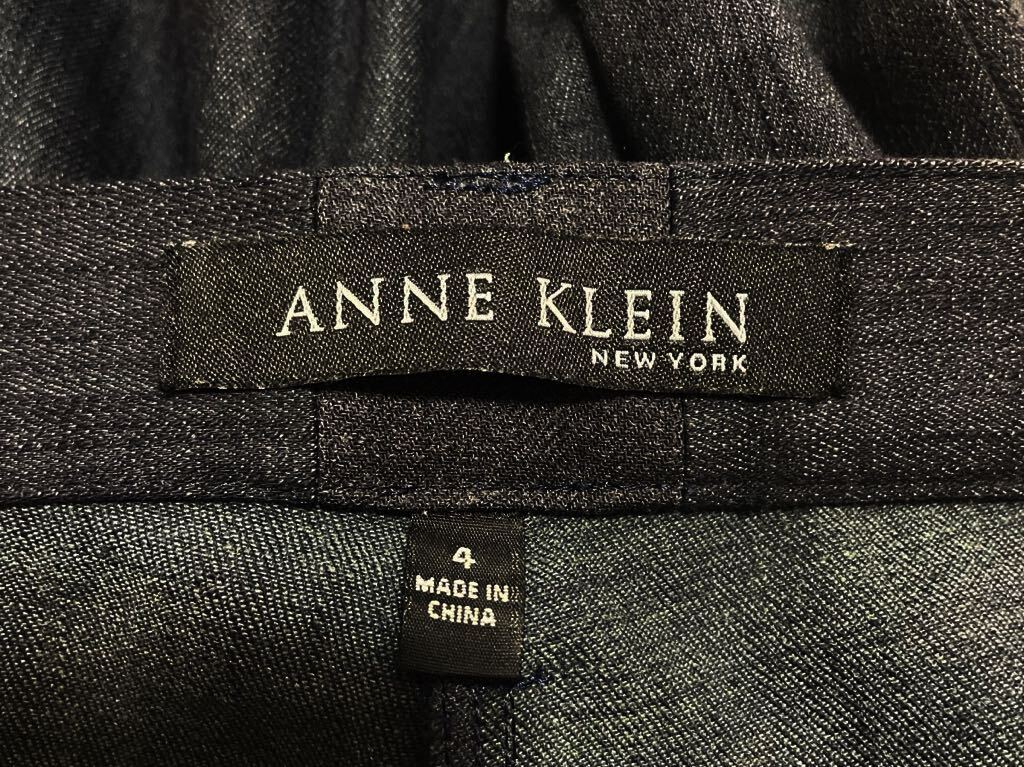 ANNE KLEIN
NEW YORK
4
MADE IN
CHINA